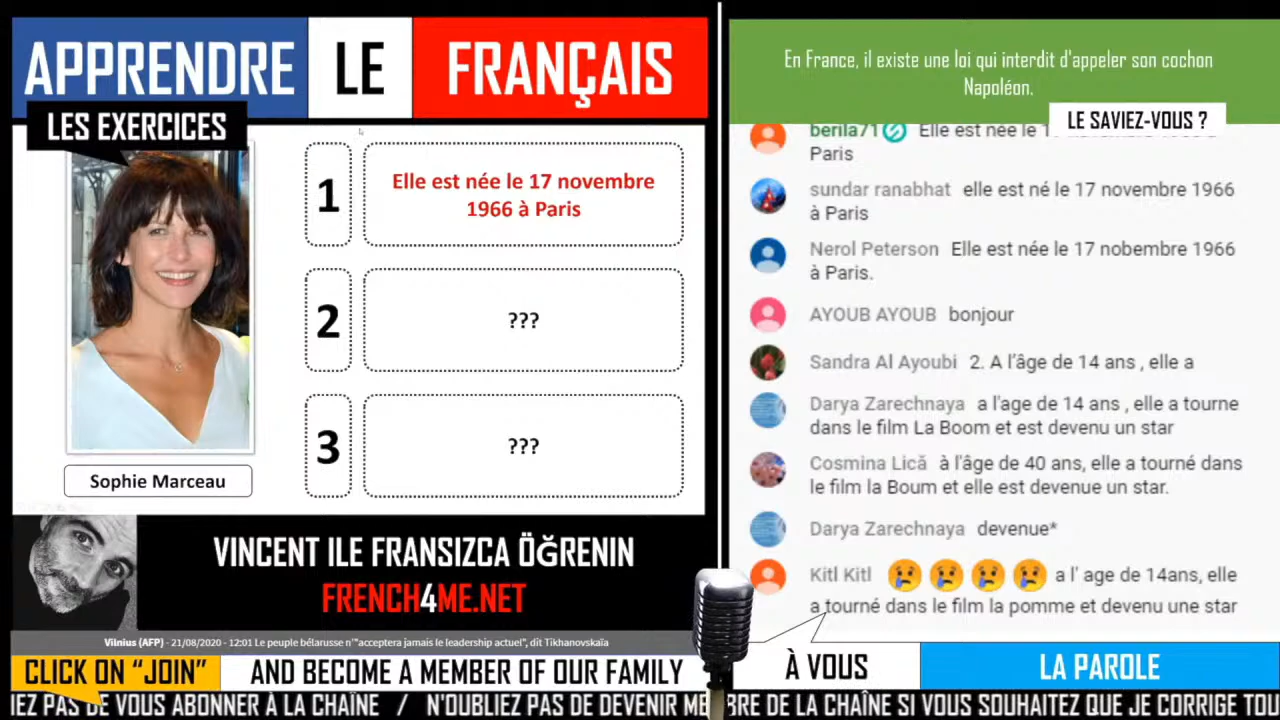 APPRENDRE LE FRANÇAIS
LES EXERCICES
1
Elle est née le 17 novembre
1966 à Paris
2
???
3
???
Sophie Marceau
VINCENT ILE FRANSIZCA ÖĞRENIN
FRENCH4ME.NET
Vilnius (AFP) - 21/08/2020 - 12:01 Le peuple bélarusse n'"acceptera jamais le leadership actuel", dit Tikhanovskaïa
CLICK ON “JOIN” AND BECOME A MEMBER OF OUR FAMILY
En France, il existe une loi qui interdit d'appeler son cochon
Napoléon.
LE SAVIEZ-VOUS ?
berila71 Elle est née le
Paris
sundar ranabhat elle est né le 17 novembre 1966
à Paris
Nerol Peterson Elle est née le 17 nobembre 1966
à Paris.
AYOUB AYOUB bonjour
Sandra Al Ayoubi 2. A l’âge de 14 ans , elle a
Darya Zarechnaya a l'age de 14 ans , elle a tourne
dans le film La Boom et est devenu un star
Cosmina Lică à l'âge de 40 ans, elle a tourné dans
le film la Boum et elle est devenue un star.
Darya Zarechnaya devenue*
Kitl Kitl 😢😢😢😢 a l' age de 14ans, elle
a tourné dans le film la pomme et devenu une star
À VOUS LA PAROLE
IEZ PAS DE VOUS ABONNER À LA CHAÎNE / N'OUBLIEZ PAS DE DEVENIR MEMBRE DE LA CHAÎNE SI VOUS SOUHAITEZ QUE JE CORRIGE TOU